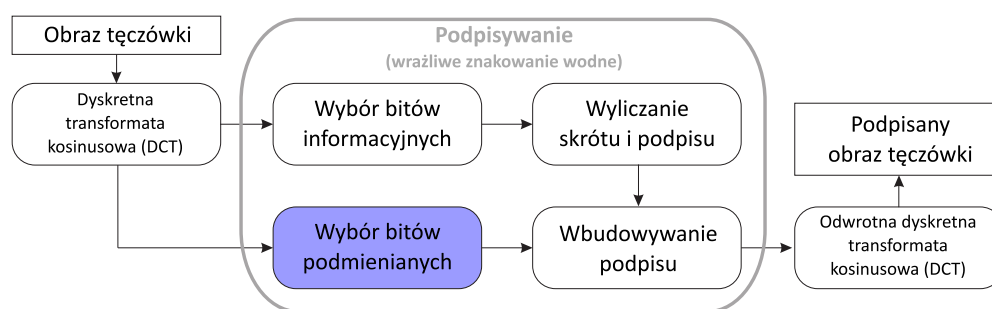 Obraz tęczówki
Podpisywanie
(wrażliwe znakowanie wodne)
Dyskretna
transformata
kosinusowa (DCT)
Wybór bitów
informacyjnych
Wyliczanie
skrótu i podpisu
Podpisany
obraz tęczówki
Wybór bitów
podmienianych
Wbudowywanie
podpisu
Odwrotna dyskretna
transformata
kosinusowa (DCT)